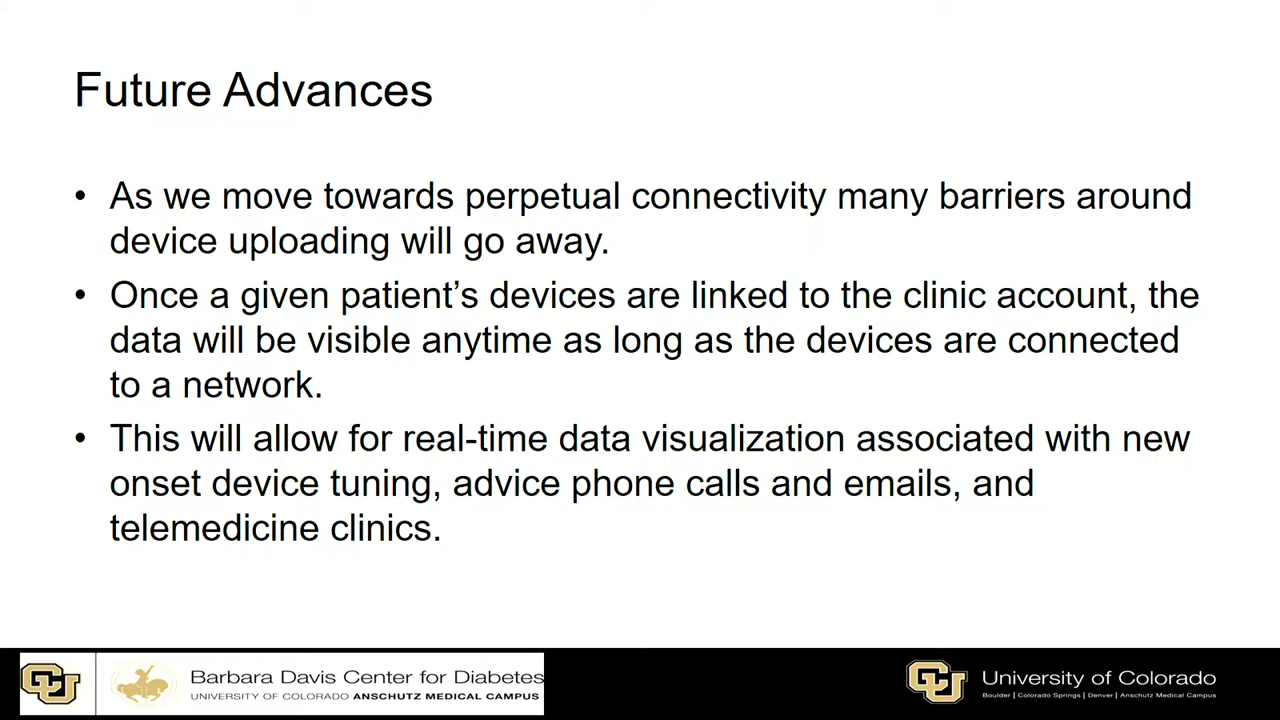 Future Advances
• As we move towards perpetual connectivity many barriers around
device uploading will go away.
• Once a given patient’s devices are linked to the clinic account, the
data will be visible anytime as long as the devices are connected
to a network.
• This will allow for real-time data visualization associated with new
onset device tuning, advice phone calls and emails, and
telemedicine clinics.
CU
Barbara Davis Center for Diabetes
UNIVERSITY OF COLORADO ANSCHUTZ MEDICAL CAMPUS
CU
University of Colorado
Boulder | Colorado Springs | Denver | Anschutz Medical Campus